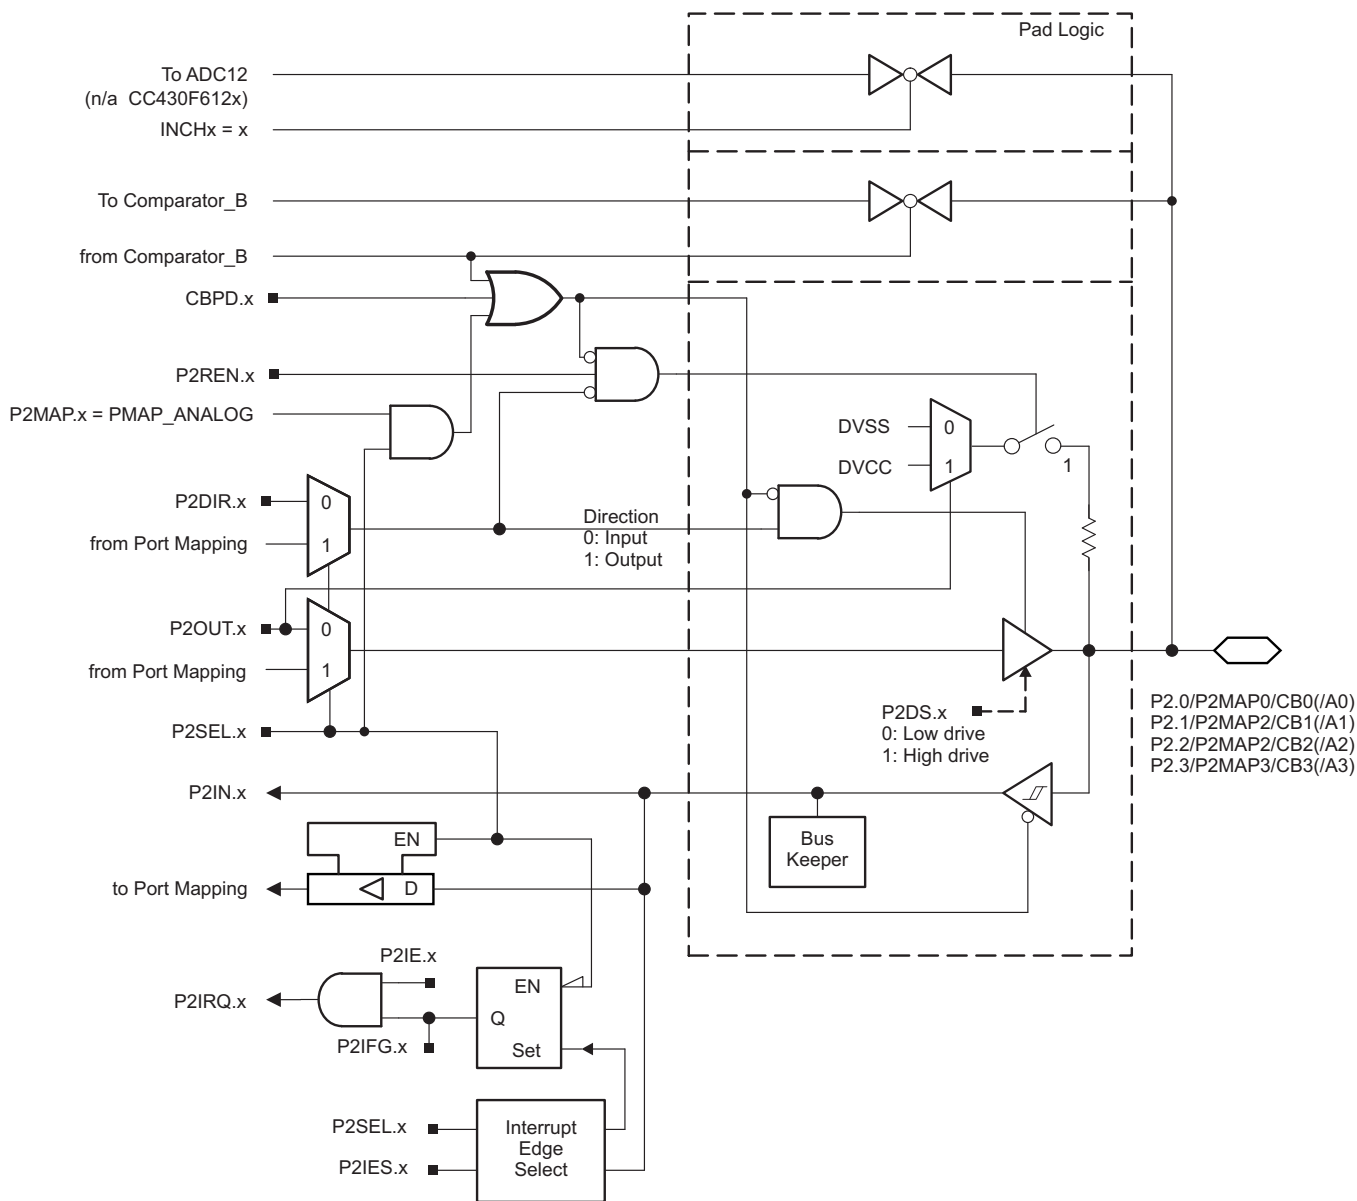 Pad Logic
To ADC12
(n/a CC430F612x)
INCHx = x
To Comparator_B
from Comparator_B
CBPD.x
P2REN.x
P2MAP.x = PMAP_ANALOG
DVSS
0
DVCC
1
1
P2DIR.x
0
from Port Mapping
1
Direction
0: Input
1: Output
P2OUT.x
0
from Port Mapping
1
P2SEL.x
P2DS.x
0: Low drive
1: High drive
P2.0/P2MAP0/CB0(/A0)
P2.1/P2MAP2/CB1(/A1)
P2.2/P2MAP2/CB2(/A2)
P2.3/P2MAP3/CB3(/A3)
P2IN.x
Bus
Keeper
EN
to Port Mapping
D
P2IE.x
P2IRQ.x
EN
Q
Set
P2IFG.x
P2SEL.x
P2IES.x
Interrupt
Edge
Select